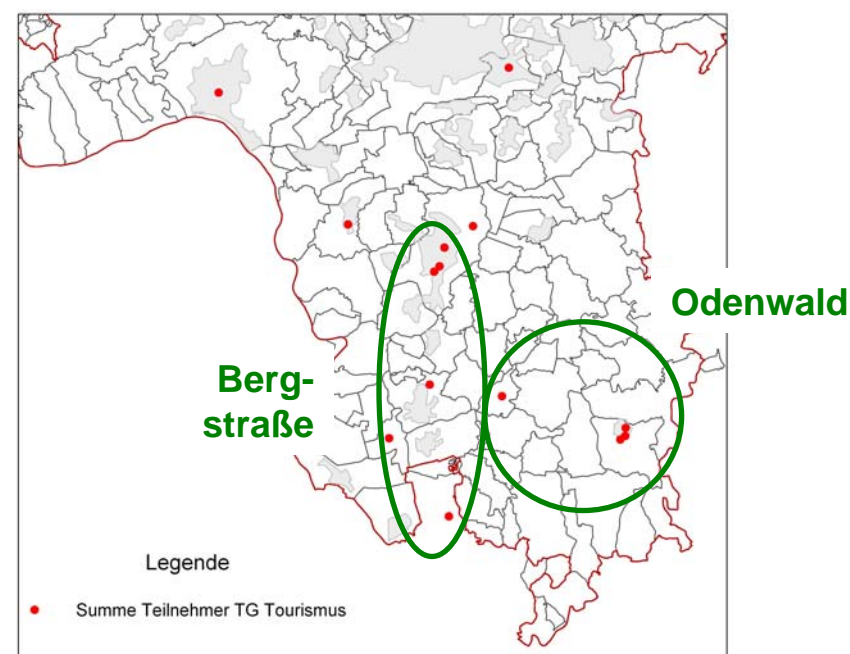 Odenwald
Berg-
straße
Legende
Summe Teilnehmer TG Tourismus